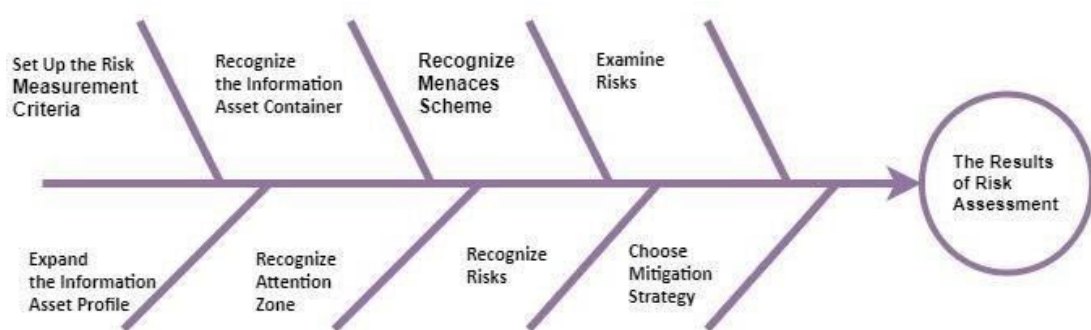 Set Up the Risk
Measurement
Criteria
Recognize
the Information
Asset Container
Recognize
Menaces
Scheme
Examine
Risks
The Results
of Risk
Assessment
Expand
the Information
Asset Profile
Recognize
Attention
Zone
Recognize
Risks
Choose
Mitigation
Strategy